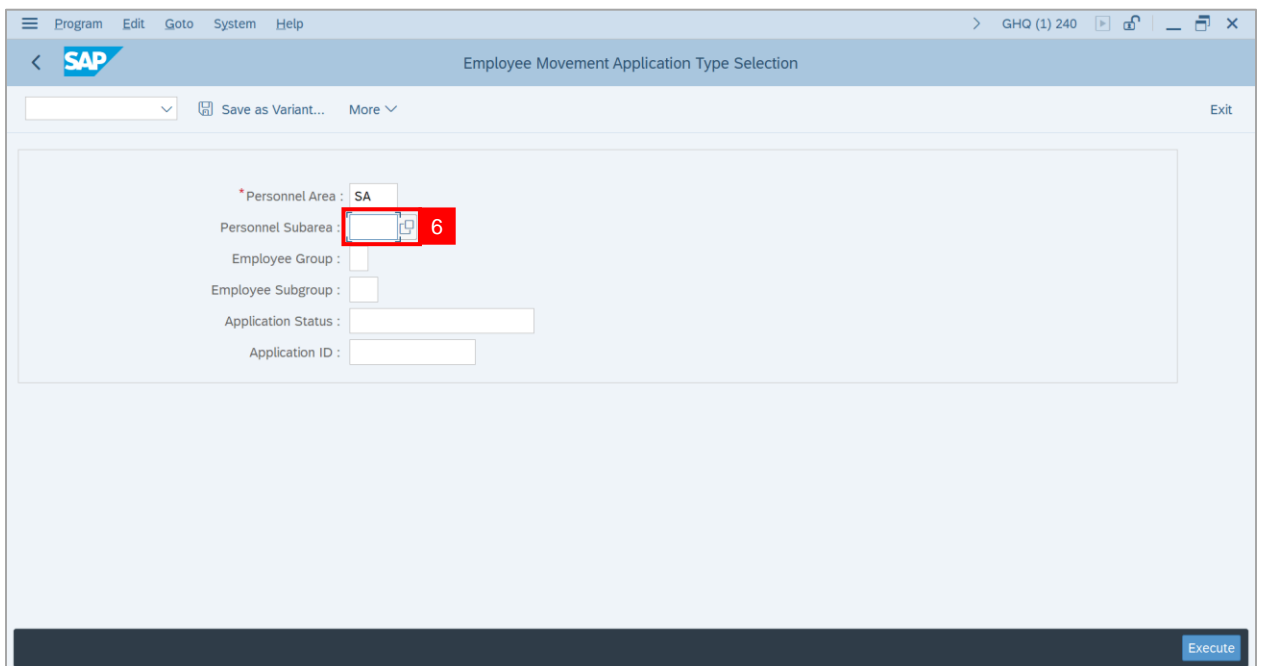 Program Edit Goto System Help GHQ (1) 240
SAP Employee Movement Application Type Selection
Save as Variant... More Exit
*Personnel Area : SA
Personnel Subarea : 6
Employee Group :
Employee Subgroup :
Application Status :
Application ID :
Execute